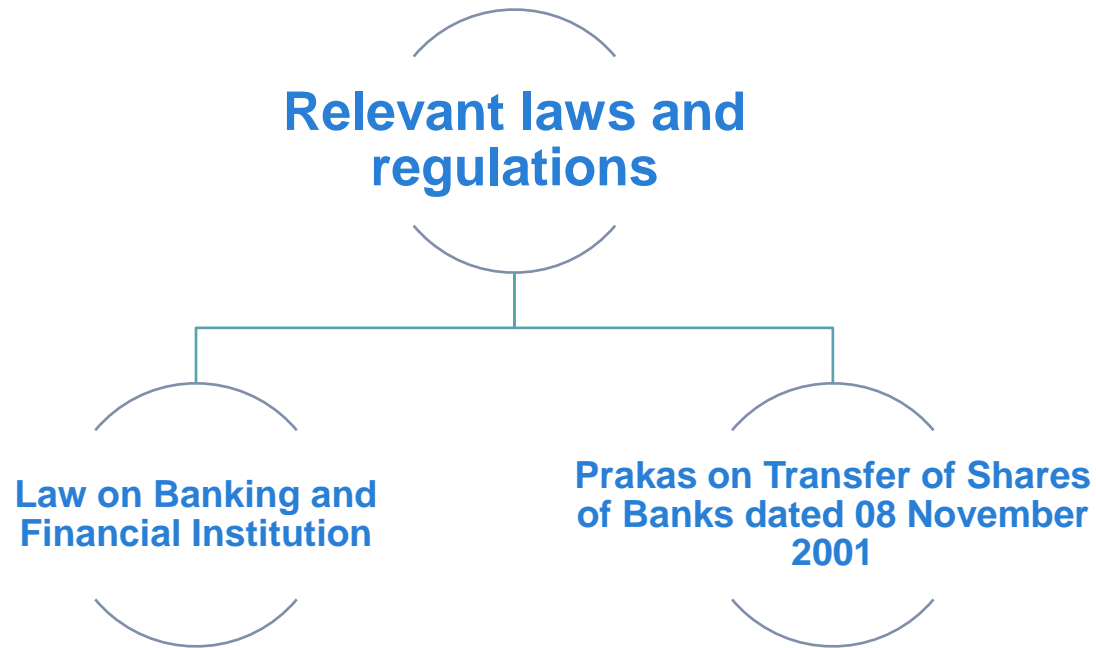 Relevant laws and
regulations
Law on Banking and
Financial Institution
Prakas on Transfer of Shares
of Banks dated 08 November
2001